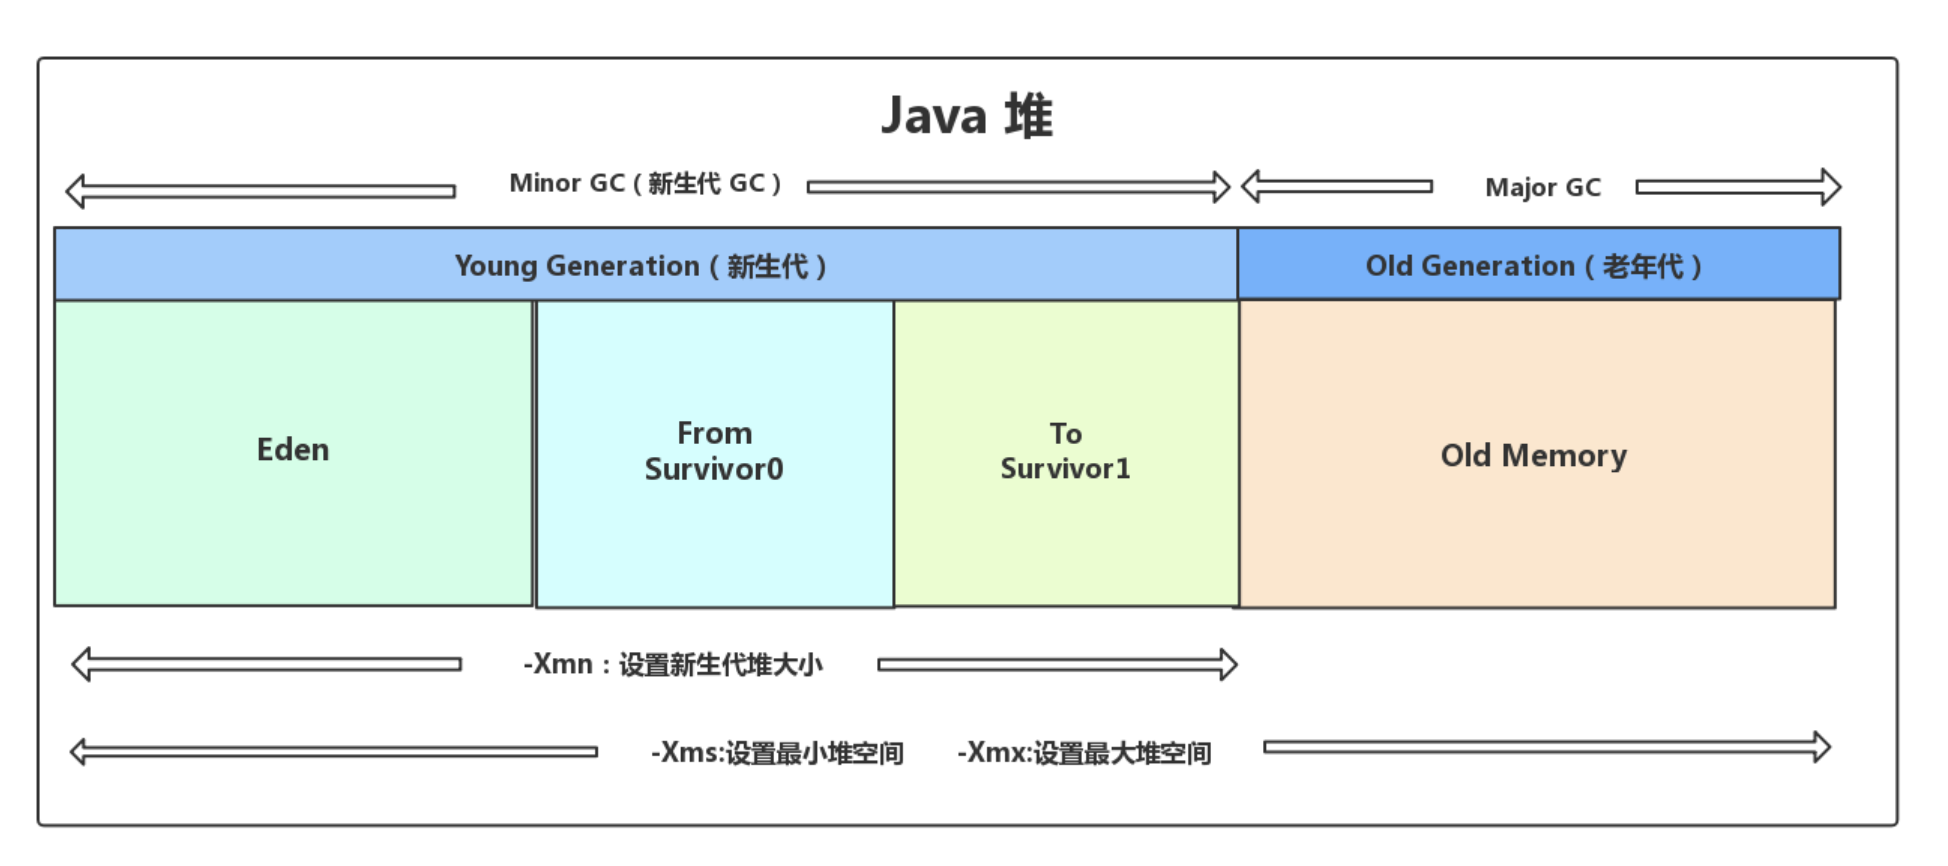 Java 堆
Minor GC（新生代 GC）
Major GC
Young Generation（新生代）
Old Generation（老年代）
Eden
From
Survivor0
To
Survivor1
Old Memory
-Xmn：设置新生代堆大小
-Xms:设置最小堆空间
-Xmx:设置最大堆空间